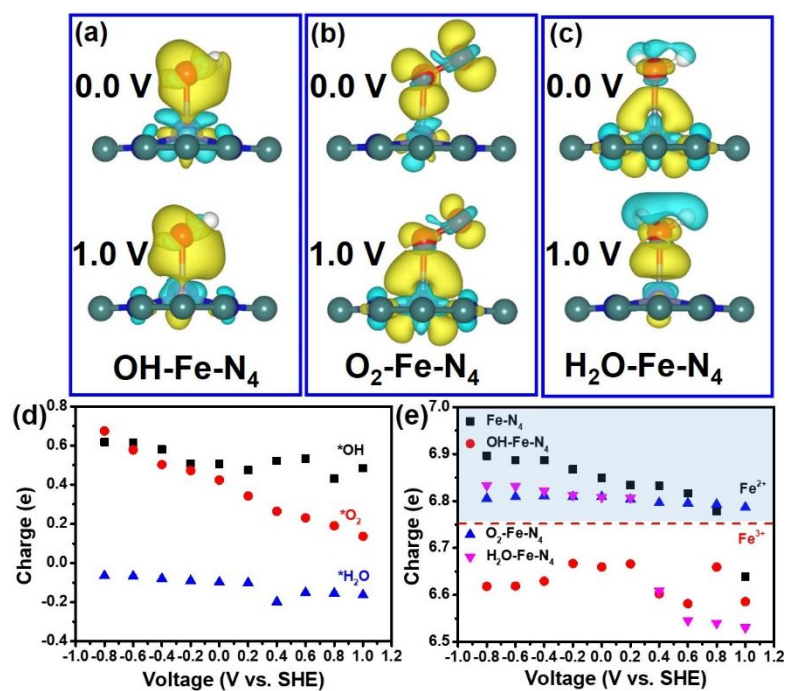 (a)
0.0 V
1.0 V
OH-Fe-N₄
(b)
0.0 V
1.0 V
O₂-Fe-N₄
(c)
0.0 V
1.0 V
H₂O-Fe-N₄
(d)
Charge (e)
0.8
0.6
0.4
0.2
0.0
-0.2
-0.4
*OH
*O₂
*H₂O
-1.0 -0.8 -0.6 -0.4 -0.2 0.0 0.2 0.4 0.6 0.8 1.0 1.2
Voltage (V vs. SHE)
(e)
Charge (e)
7.0
6.9
6.8
6.7
6.6
6.5
Fe-N₄
OH-Fe-N₄
Fe²⁺
Fe³⁺
O₂-Fe-N₄
H₂O-Fe-N₄
-1.0 -0.8 -0.6 -0.4 -0.2 0.0 0.2 0.4 0.6 0.8 1.0 1.2
Voltage (V vs. SHE)